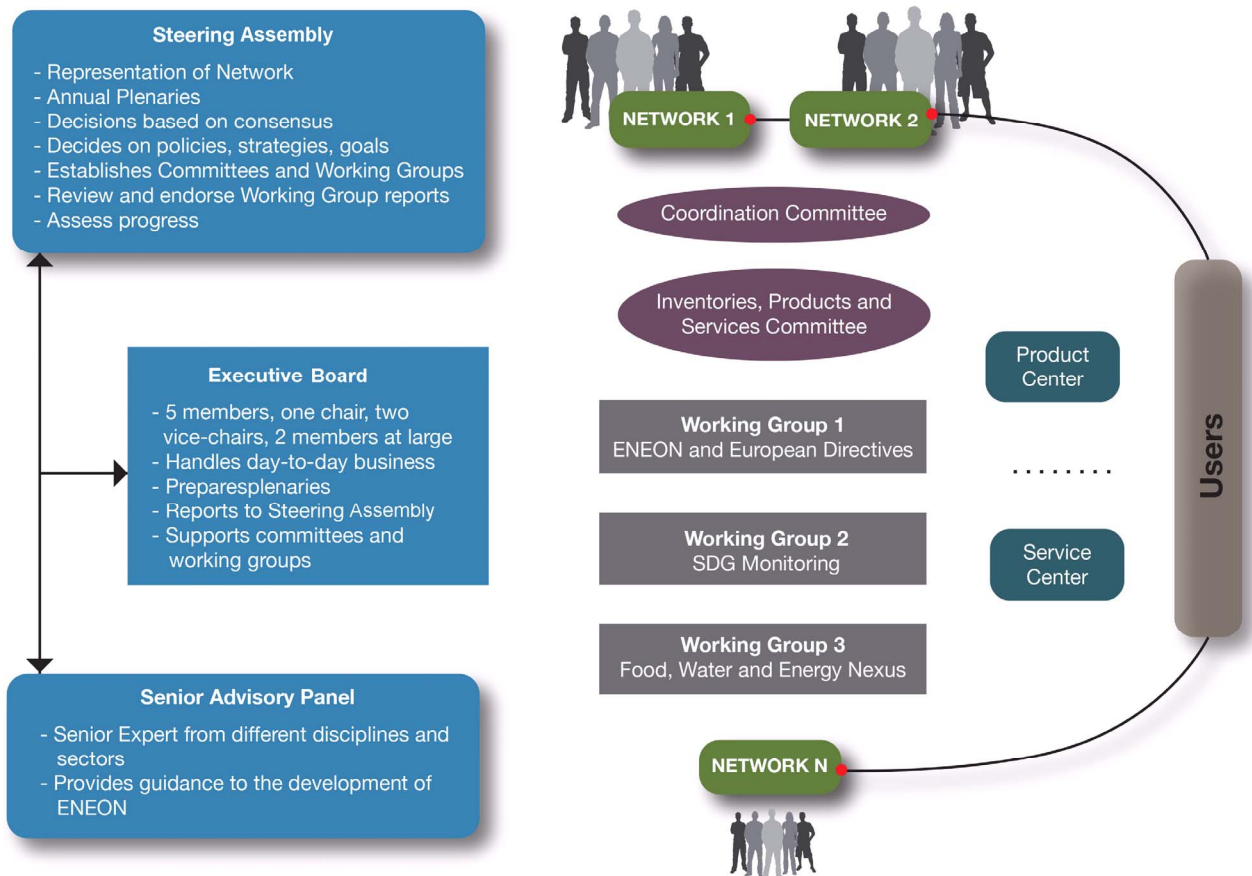 Steering Assembly
- Representation of Network
- Annual Plenaries
- Decisions based on consensus
- Decides on policies, strategies, goals
- Establishes Committees and Working Groups
- Review and endorse Working Group reports
- Assess progress
Executive Board
- 5 members, one chair, two
vice-chairs, 2 members at large
- Handles day-to-day business
- Preparesplenaries
- Reports to Steering Assembly
- Supports committees and
working groups
Senior Advisory Panel
- Senior Expert from different disciplines and
sectors
- Provides guidance to the development of
ENEON
NETWORK 1
NETWORK 2
Coordination Committee
Inventories, Products and
Services Committee
Working Group 1
ENEON and European Directives
Working Group 2
SDG Monitoring
Working Group 3
Food, Water and Energy Nexus
NETWORK N
Product
Center
........
Service
Center
Users